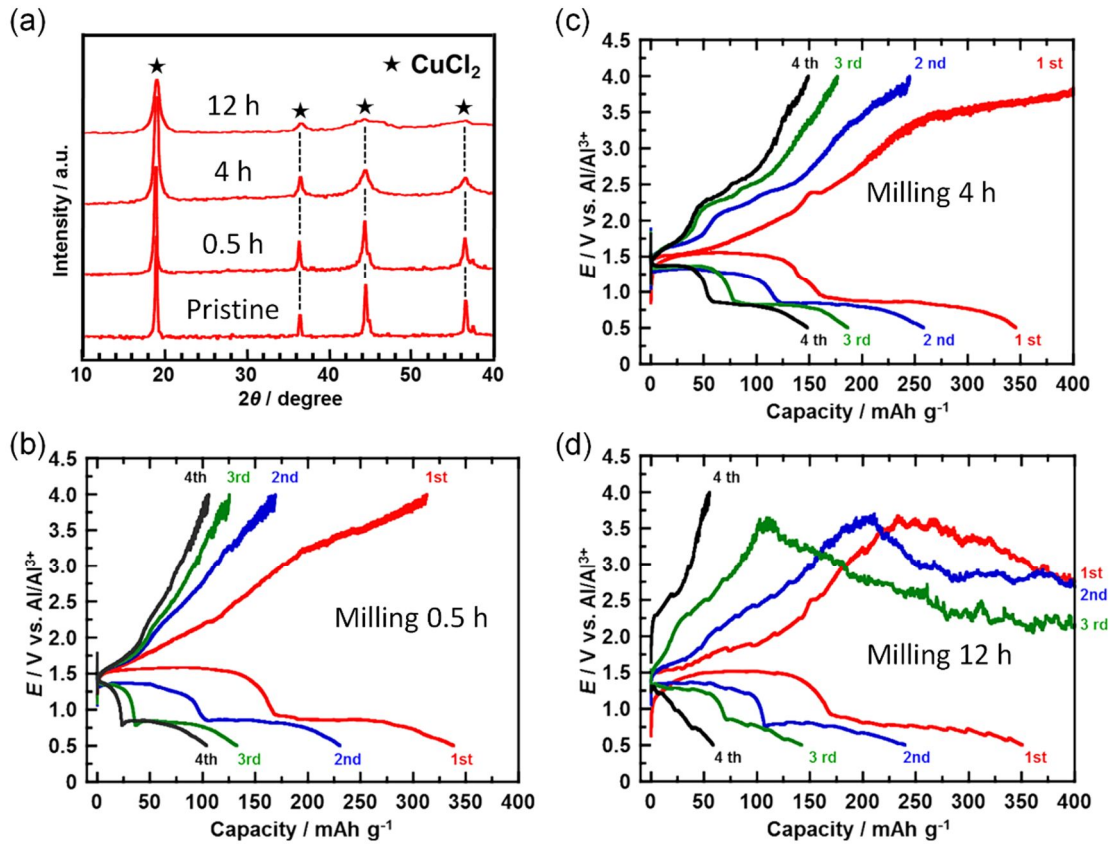 (a)
★ CuCl2
12 h
4 h
0.5 h
Pristine
Intensity / a.u.
10 20 30 40 50 60 40
2θ / degree
(c)
4.5
4.0
3.5
3.0
2.5
2.0
1.5
1.0
0.5
0
E / V vs. Al/Al3+
4 th 3 rd 2 nd 1 st
Milling 4 h
4 th 3 rd 2 nd 1 st
0 50 100 150 200 250 300 350 400
Capacity / mAh g-1
(b)
4.5
4.0
3.5
3.0
2.5
2.0
1.5
1.0
0.5
0
E / V vs. Al/Al3+
4th 3rd 2nd 1st
Milling 0.5 h
4th 3rd 2nd 1st
0 50 100 150 200 250 300 350 400
Capacity / mAh g-1
(d)
4.5
4.0
3.5
3.0
2.5
2.0
1.5
1.0
0.5
0
E / V vs. Al/Al3+
4 th
1st
2nd
3 rd
Milling 12 h
4 th 3 rd 2nd 1st
0 50 100 150 200 250 300 350 400
Capacity / mAh g-1